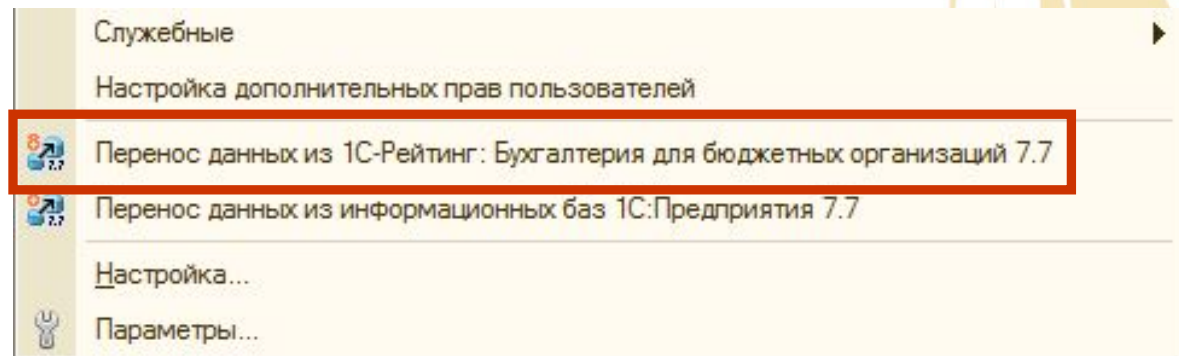 Служебные
Настройка дополнительных прав пользователей
Перенос данных из 1С-Рейтинг: Бухгалтерия для бюджетных организаций 7.7
Перенос данных из информационных баз 1С:Предприятия 7.7
Настройка...
Параметры...